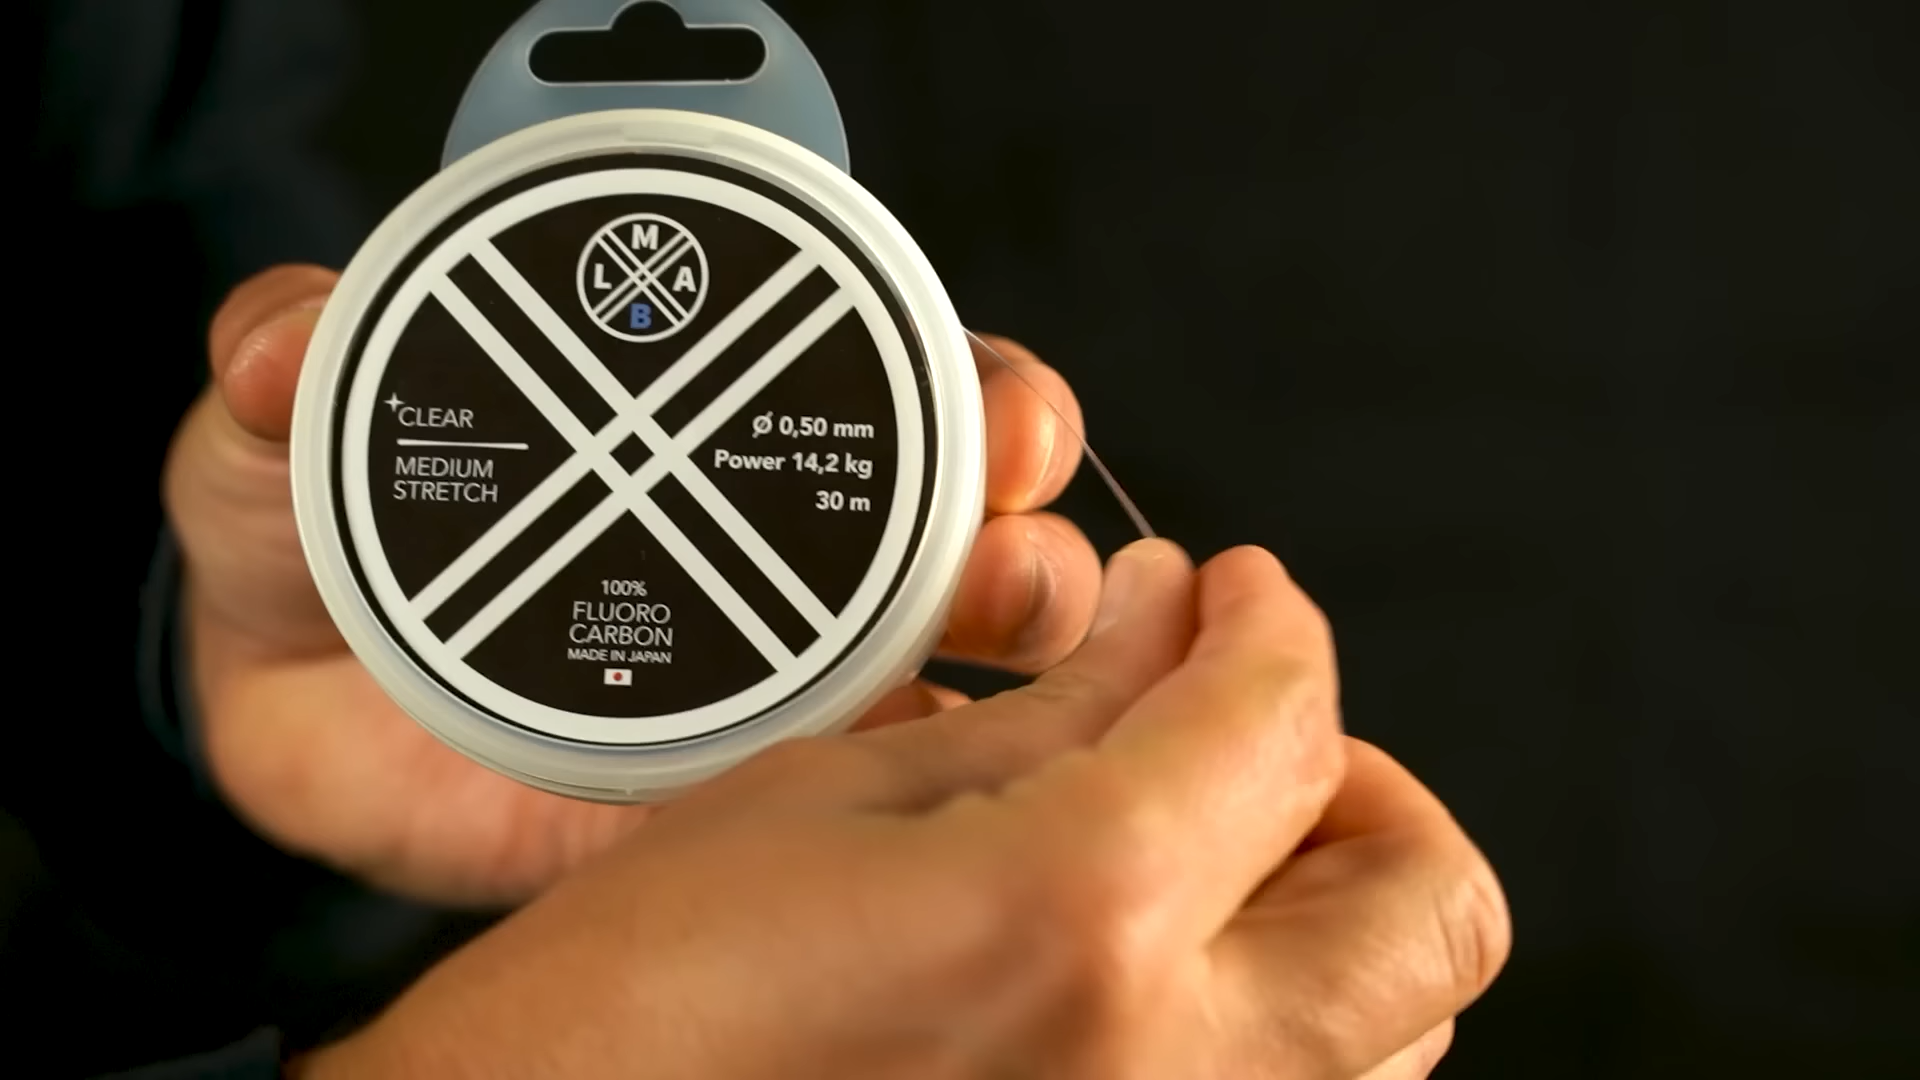 M
L A
B
CLEAR
MEDIUM
STRETCH
Ø 0,50 mm
Power 14,2 kg
30 m
100%
FLUORO
CARBON
MADE IN JAPAN